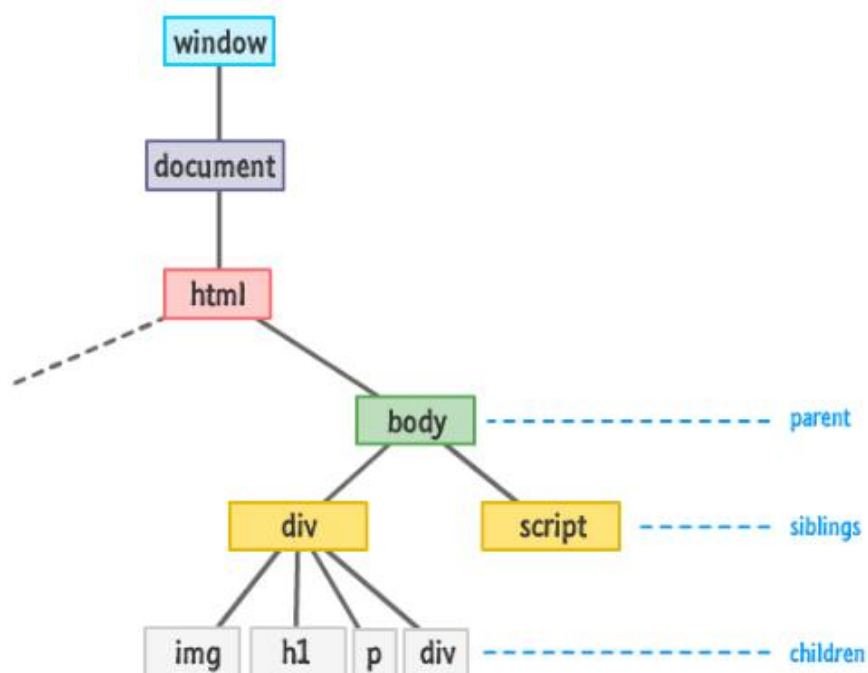 window
document
html
body
parent
div
script
siblings
img
h1
p
div
children